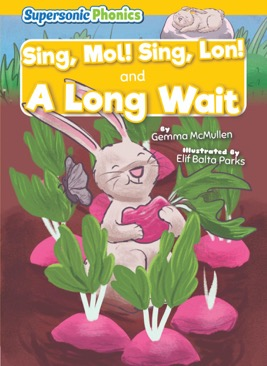 Supersonic Phonics
Sing, Mol! Sing, Lon!
and
A Long Wait
By
Gemma McMullen
Illustrated By
Elif Balta Parks